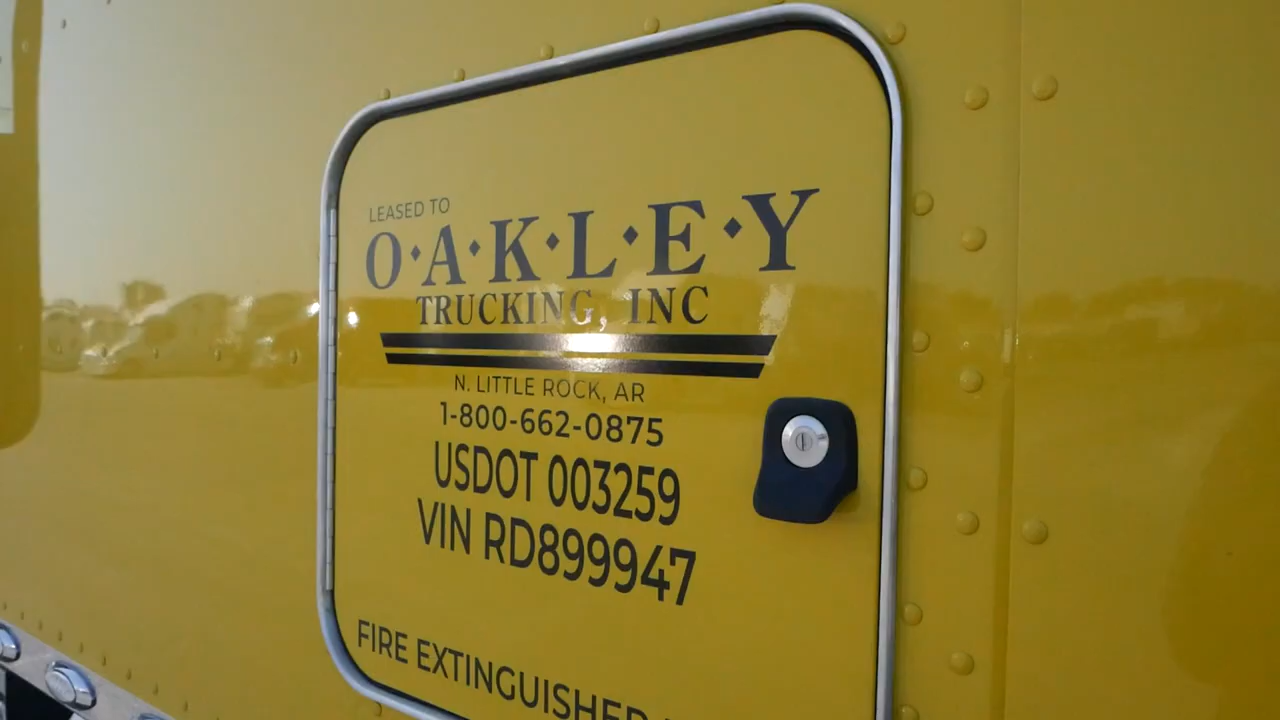 LEASED TO
O·A·K·L·E·Y
TRUCKING, INC
N. LITTLE ROCK, AR
1-800-662-0875
USDOT 003259
VIN RD899947
FIRE EXTINGUISHER